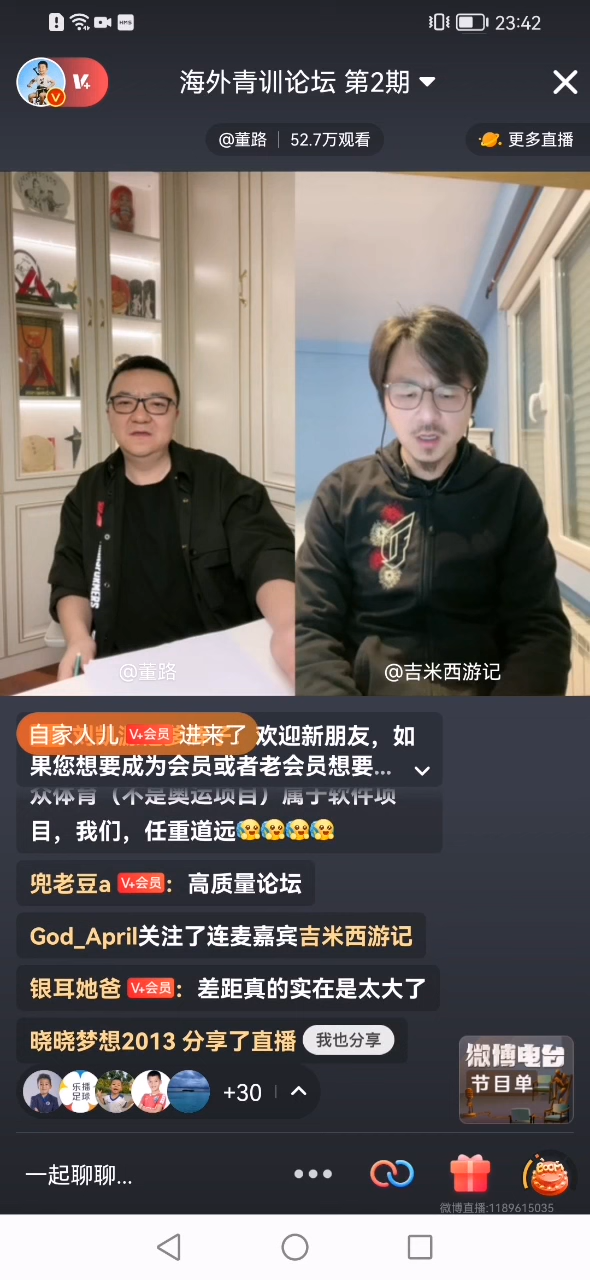 23:42
V+
海外青训论坛 第2期
@董路 52.7万观看
更多直播
@董路
@吉米西游记
自家人儿 V+会员 进来了 欢迎新朋友，如
果您想要成为会员或者老会员想要...
众体育（不是奥运项目）属于软件项
目，我们，任重道远
兜老豆a V+会员： 高质量论坛
God_April关注了连麦嘉宾吉米西游记
银耳她爸 V+会员： 差距真的实在是太大了
晓晓梦想2013 分享了直播 我也分享
乐播
足球
+30
微博电台
节目单
一起聊聊...
微博直播:1189615035